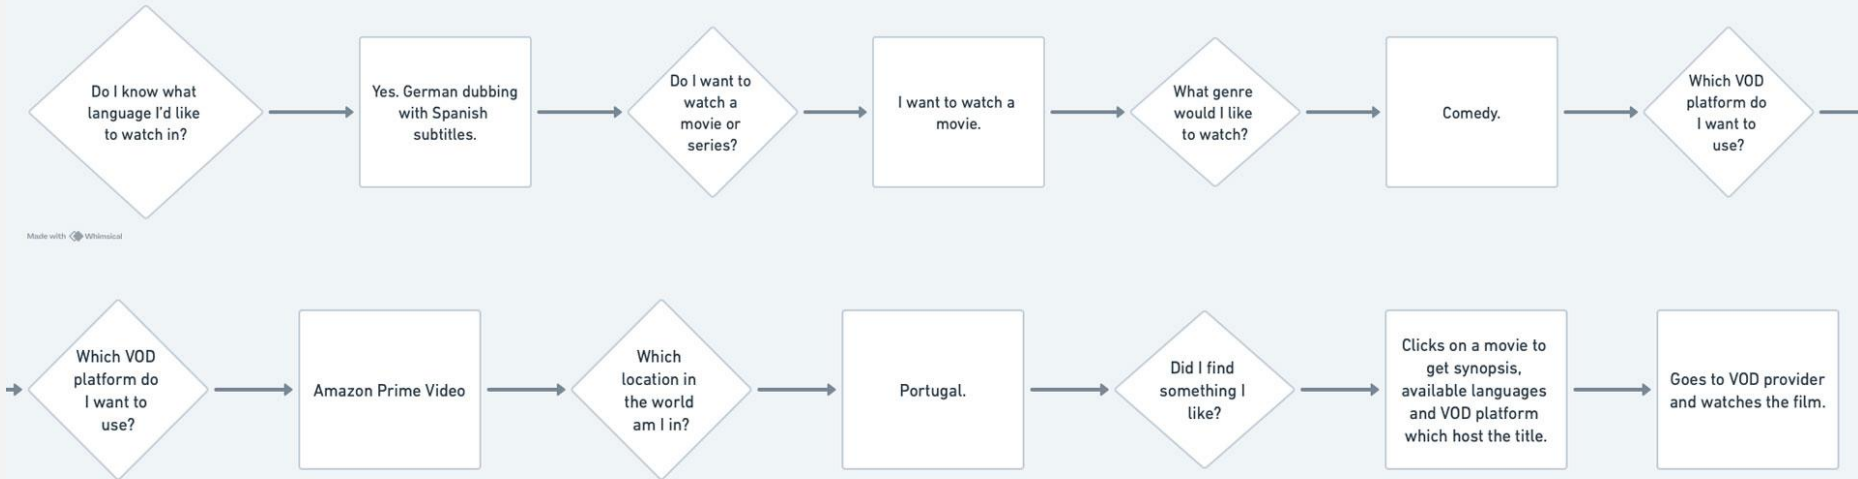 Do I know what
language I'd like
to watch in?
Yes. German dubbing
with Spanish
subtitles.
Do I want to
watch a
movie or
series?
I want to watch a
movie.
What genre
would I like
to watch?
Comedy.
Which VOD
platform do
I want to
use?
Made with Whimsical
Which VOD
platform do
I want to
use?
Amazon Prime Video
Which
location in
the world
am I in?
Portugal.
Did I find
something I
like?
Clicks on a movie to
get synopsis,
available languages
and VOD platform
which host the title.
Goes to VOD provider
and watches the film.